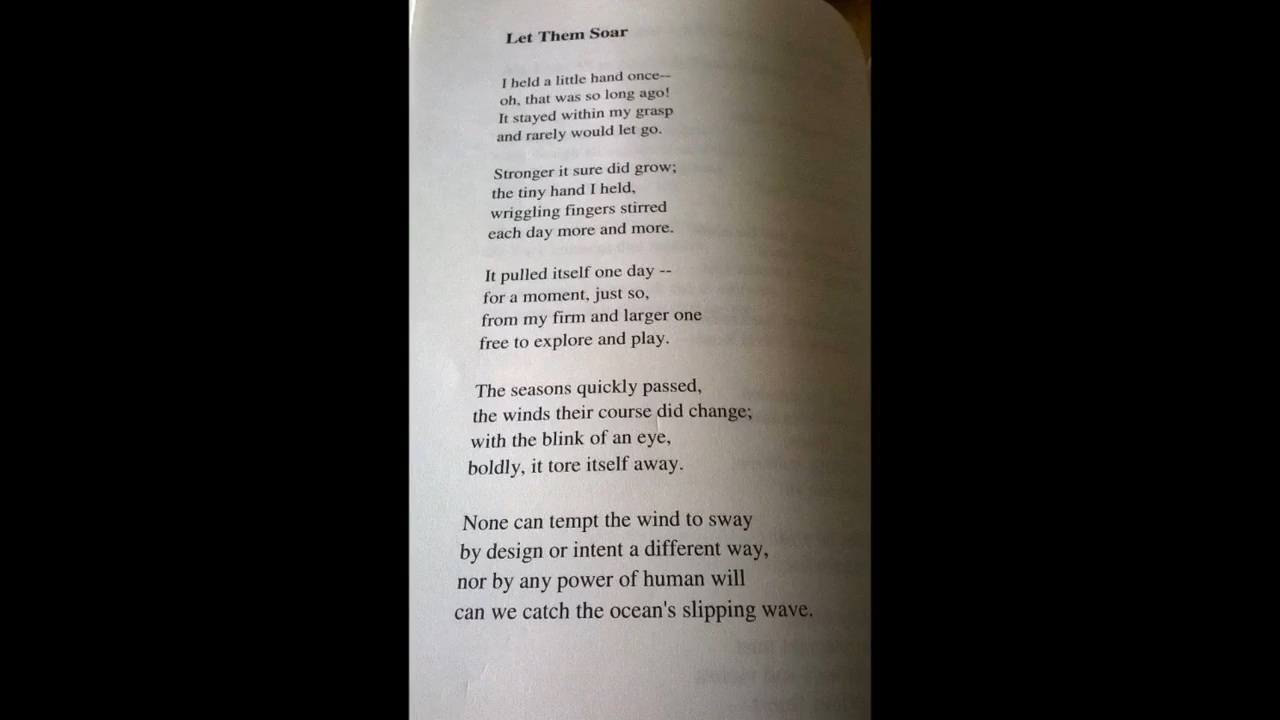 Let Them Soar
I held a little hand once--
oh, that was so long ago!
It stayed within my grasp
and rarely would let go.
Stronger it sure did grow;
the tiny hand I held,
wriggling fingers stirred
each day more and more.
It pulled itself one day --
for a moment, just so,
from my firm and larger one
free to explore and play.
The seasons quickly passed,
the winds their course did change;
with the blink of an eye,
boldly, it tore itself away.
None can tempt the wind to sway
by design or intent a different way,
nor by any power of human will
can we catch the ocean's slipping wave.